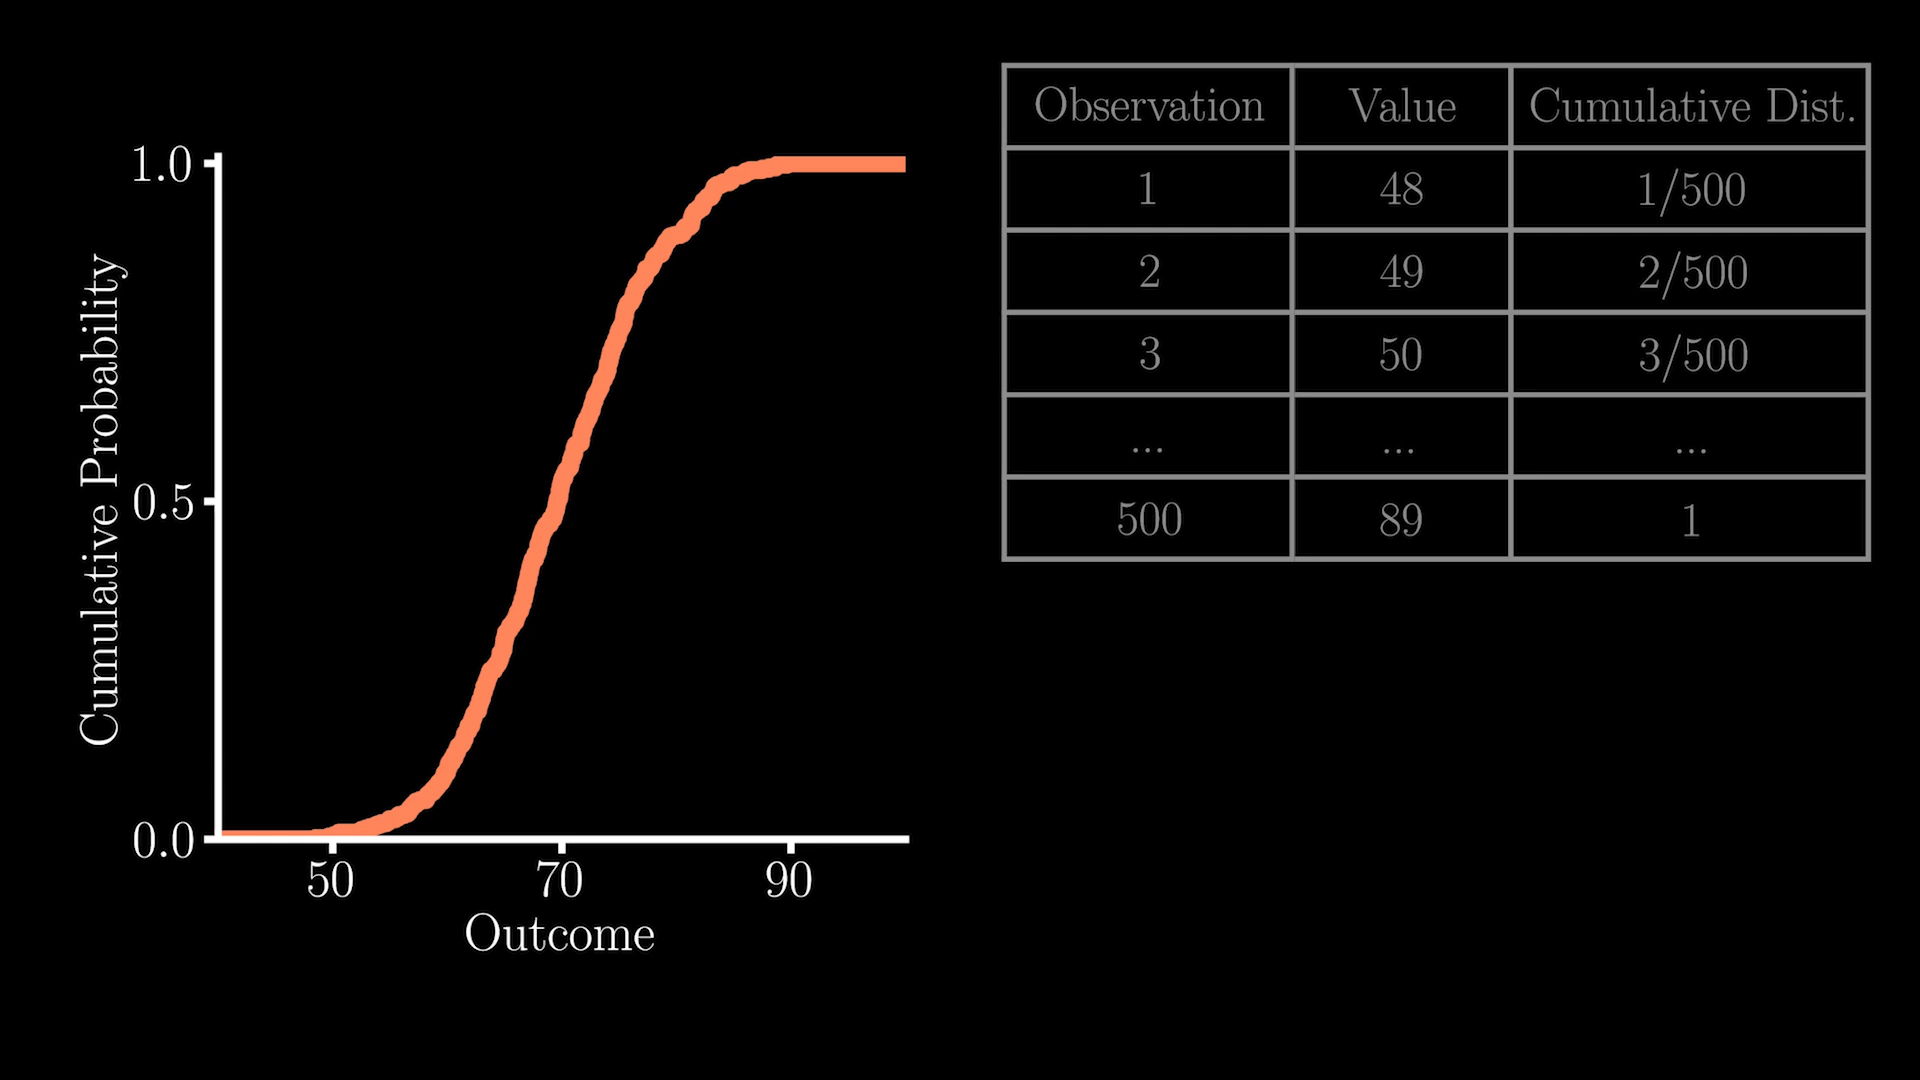 Cumulative Probability
1.0
0.5
0.0
50 70 90
Outcome
Observation Value Cumulative Dist.
1 48 1/500
2 49 2/500
3 50 3/500
... ... ...
500 89 1